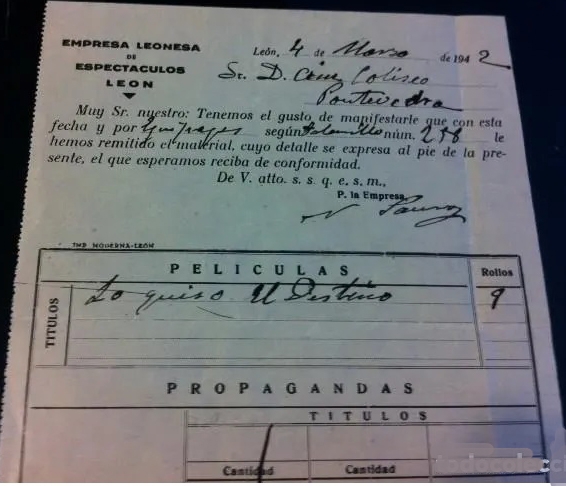 EMPRESA LEONESA
DE
ESPECTACULOS
LEON
León, 4 de Marzo de 1942
Sr. D. Cine Coliseo
Pontevedra
Muy Sr. nuestro: Tenemos el gusto de manifestarle que con esta
fecha y por según núm. 258 le
hemos remitido el material, cuyo detalle se expresa al pie de la pre-
sente, el que esperamos reciba de conformidad.
De V. atto. s. s. q. e. s. m.,
P. la Empresa,
IMP MODERNA-LEÓN
PELICULAS Rollos
TITULOS
Lo quiso El Destino 9
PROPAGANDAS
TITULOS
Cantidad Cantidad
todocoleccion